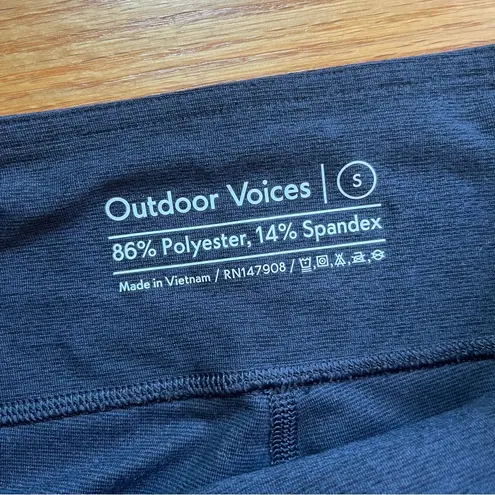 Outdoor Voices | S
86% Polyester, 14% Spandex
Made in Vietnam / RN147908 /